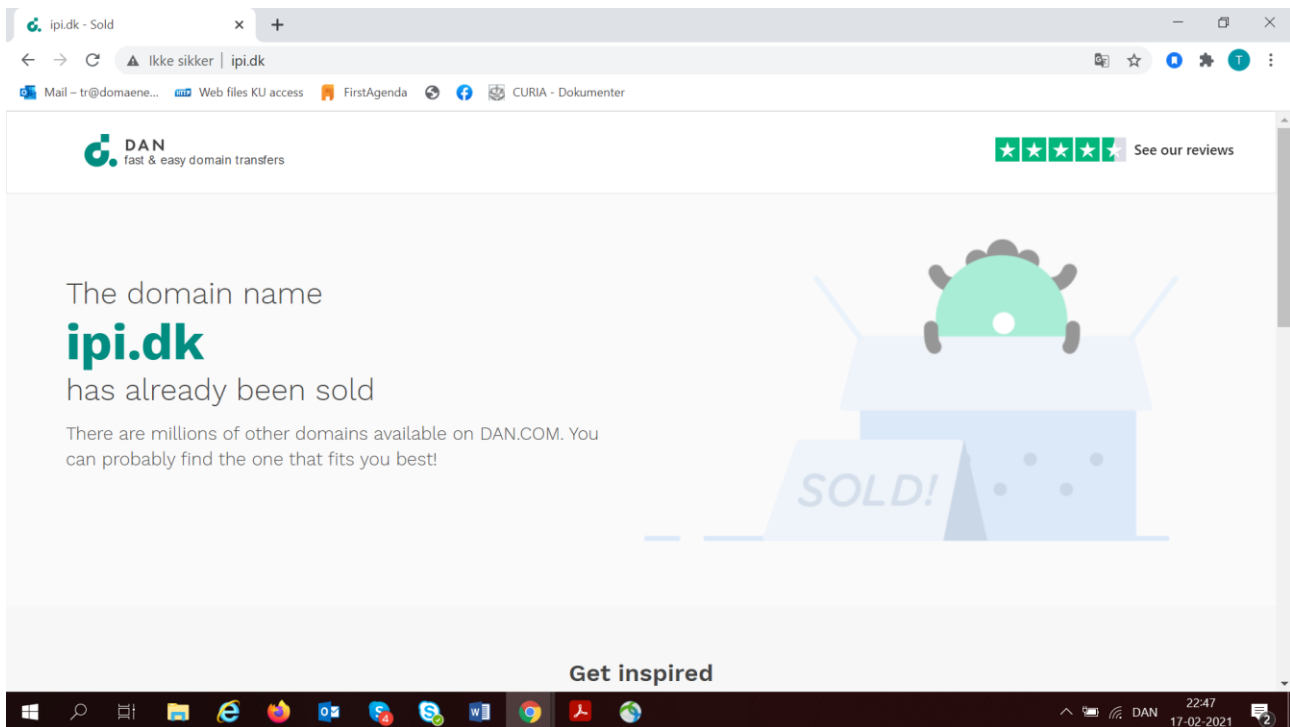 ipi.dk - Sold
Ikke sikker | ipi.dk
Mail – tr@domaene... Web files KU access FirstAgenda CURIA - Dokumenter
DAN
fast & easy domain transfers
See our reviews
The domain name
ipi.dk
has already been sold
There are millions of other domains available on DAN.COM. You
can probably find the one that fits you best!
SOLD!
Get inspired
DAN
22:47
17-02-2021